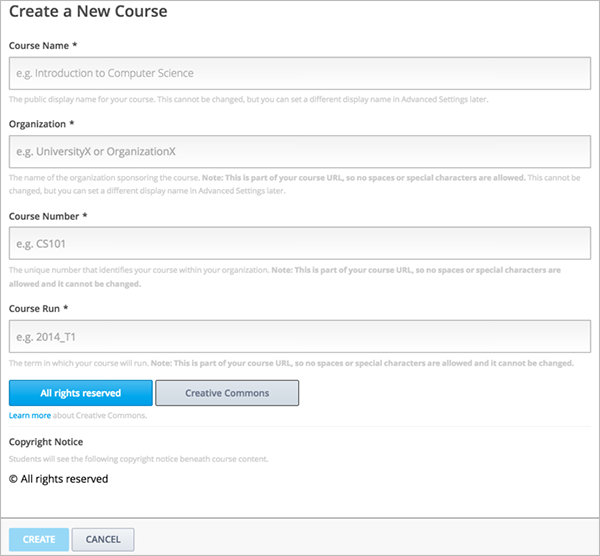 Create a New Course
Course Name *
e.g. Introduction to Computer Science
The public display name for your course. This cannot be changed, but you can set a different display name in Advanced Settings later.
Organization *
e.g. UniversityX or OrganizationX
The name of the organization sponsoring the course. Note: This is part of your course URL, so no spaces or special characters are allowed. This cannot be
changed, but you can set a different display name in Advanced Settings later.
Course Number *
e.g. CS101
The unique number that identifies your course within your organization. Note: This is part of your course URL, so no spaces or special characters are
allowed and it cannot be changed.
Course Run *
e.g. 2014_T1
The term in which your course will run. Note: This is part of your course URL, so no spaces or special characters are allowed and it cannot be changed.
All rights reserved Creative Commons
Learn more about Creative Commons.
Copyright Notice
Students will see the following copyright notice beneath course content.
© All rights reserved
CREATE CANCEL